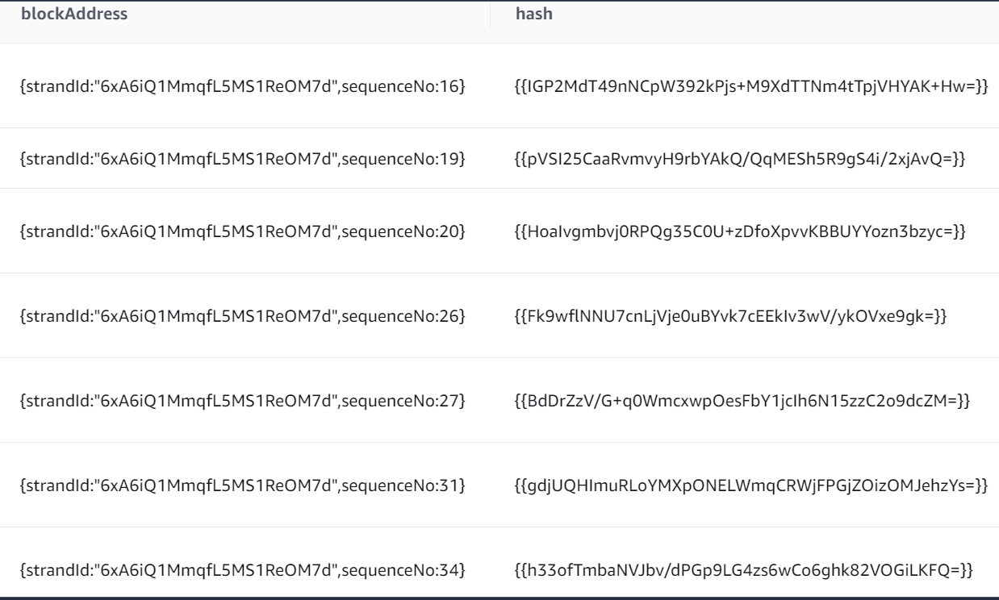 blockAddress hash
{strandId:"6xA6iQ1MmqfL5MS1ReOM7d",sequenceNo:16} {{IGP2MdT49nNCpW392kPjs+M9XdTTNm4tTpjVHYAK+Hw=}}
{strandId:"6xA6iQ1MmqfL5MS1ReOM7d",sequenceNo:19} {{pVSI25CaaRvmvyH9rbYAkQ/QqMESh5R9gS4i/2xjAvQ=}}
{strandId:"6xA6iQ1MmqfL5MS1ReOM7d",sequenceNo:20} {{HoaIvgmbvj0RPQg35C0U+zDfoXpvvKBBUYYozn3bzyc=}}
{strandId:"6xA6iQ1MmqfL5MS1ReOM7d",sequenceNo:26} {{Fk9wflNNU7cnLjVje0uBYvk7cEEkIv3wV/ykOVxe9gk=}}
{strandId:"6xA6iQ1MmqfL5MS1ReOM7d",sequenceNo:27} {{BdDrZzV/G+q0WmcxwpOesFbY1jcIh6N15zzC2o9dcZM=}}
{strandId:"6xA6iQ1MmqfL5MS1ReOM7d",sequenceNo:31} {{gdjUQHImuRLoYMXpONELWmqCRWjFPGjZOizOMJehzYs=}}
{strandId:"6xA6iQ1MmqfL5MS1ReOM7d",sequenceNo:34} {{h33ofTmbaNVJbv/dPGp9LG4zs6wCo6ghk82VOGiLKFQ=}}